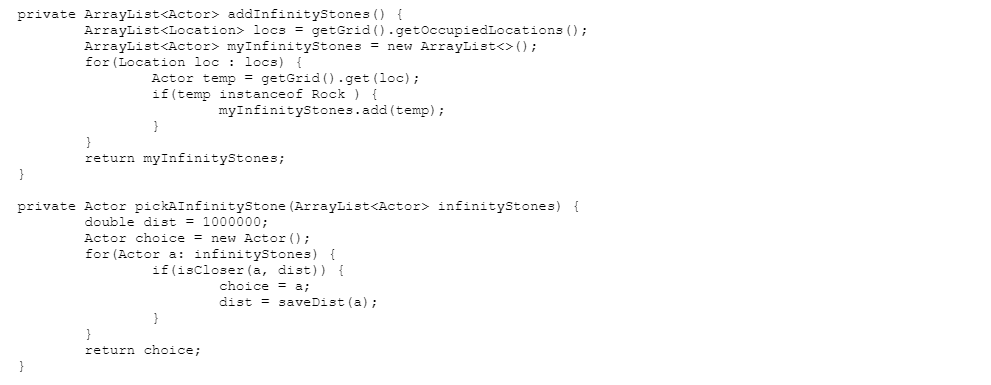 private ArrayList<Actor> addInfinityStones() {
ArrayList<Location> locs = getGrid().getOccupiedLocations();
ArrayList<Actor> myInfinityStones = new ArrayList<>();
for(Location loc : locs) {
Actor temp = getGrid().get(loc);
if(temp instanceof Rock ) {
myInfinityStones.add(temp);
}
}
return myInfinityStones;
}
private Actor pickAInfinityStone(ArrayList<Actor> infinityStones) {
double dist = 1000000;
Actor choice = new Actor();
for(Actor a: infinityStones) {
if(isCloser(a, dist)) {
choice = a;
dist = saveDist(a);
}
}
return choice;
}